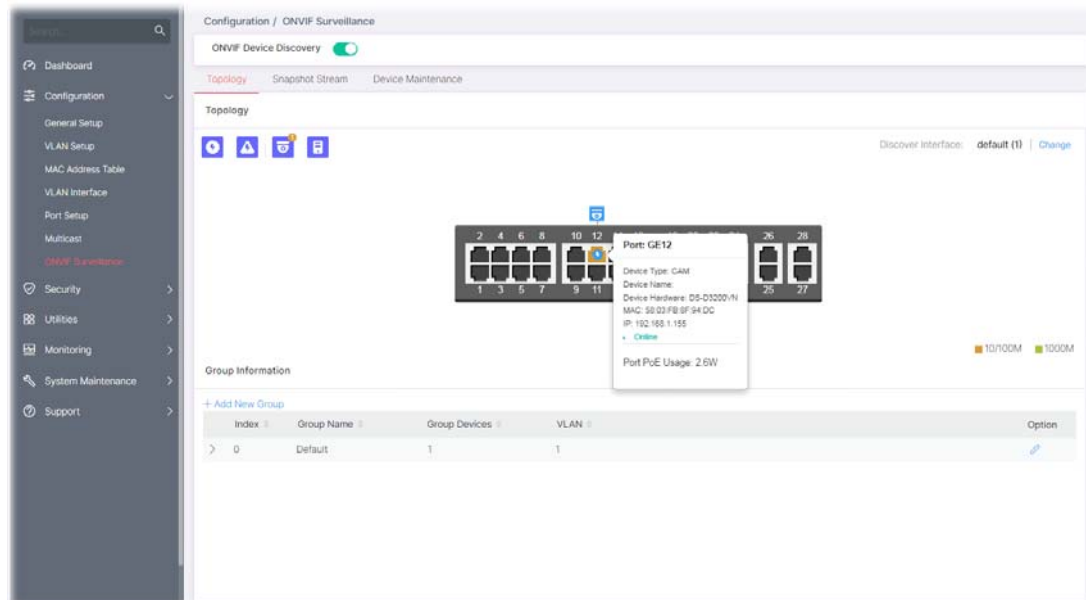 Search...
Dashboard
Configuration
General Setup
VLAN Setup
MAC Address Table
VLAN Interface
Port Setup
Multicast
ONVIF Surveillance
Security
Utilities
Monitoring
System Maintenance
Support
Configuration / ONVIF Surveillance
ONVIF Device Discovery
Topology Snapshot Stream Device Maintenance
Topology
Discover Interface: default (1) | Change
2 4 6 8 10 12 26 28
1 3 5 7 9 11 25 27
Port: GE12
Device Type: CAM
Device Name:
Device Hardware: DS-D3200VN
MAC: 58:03:FB:8F:94:DC
IP: 192.168.1.155
Online
Port PoE Usage: 2.6W
10/100M 1000M
Group Information
+ Add New Group
Index Group Name Group Devices VLAN Option
0 Default 1 1